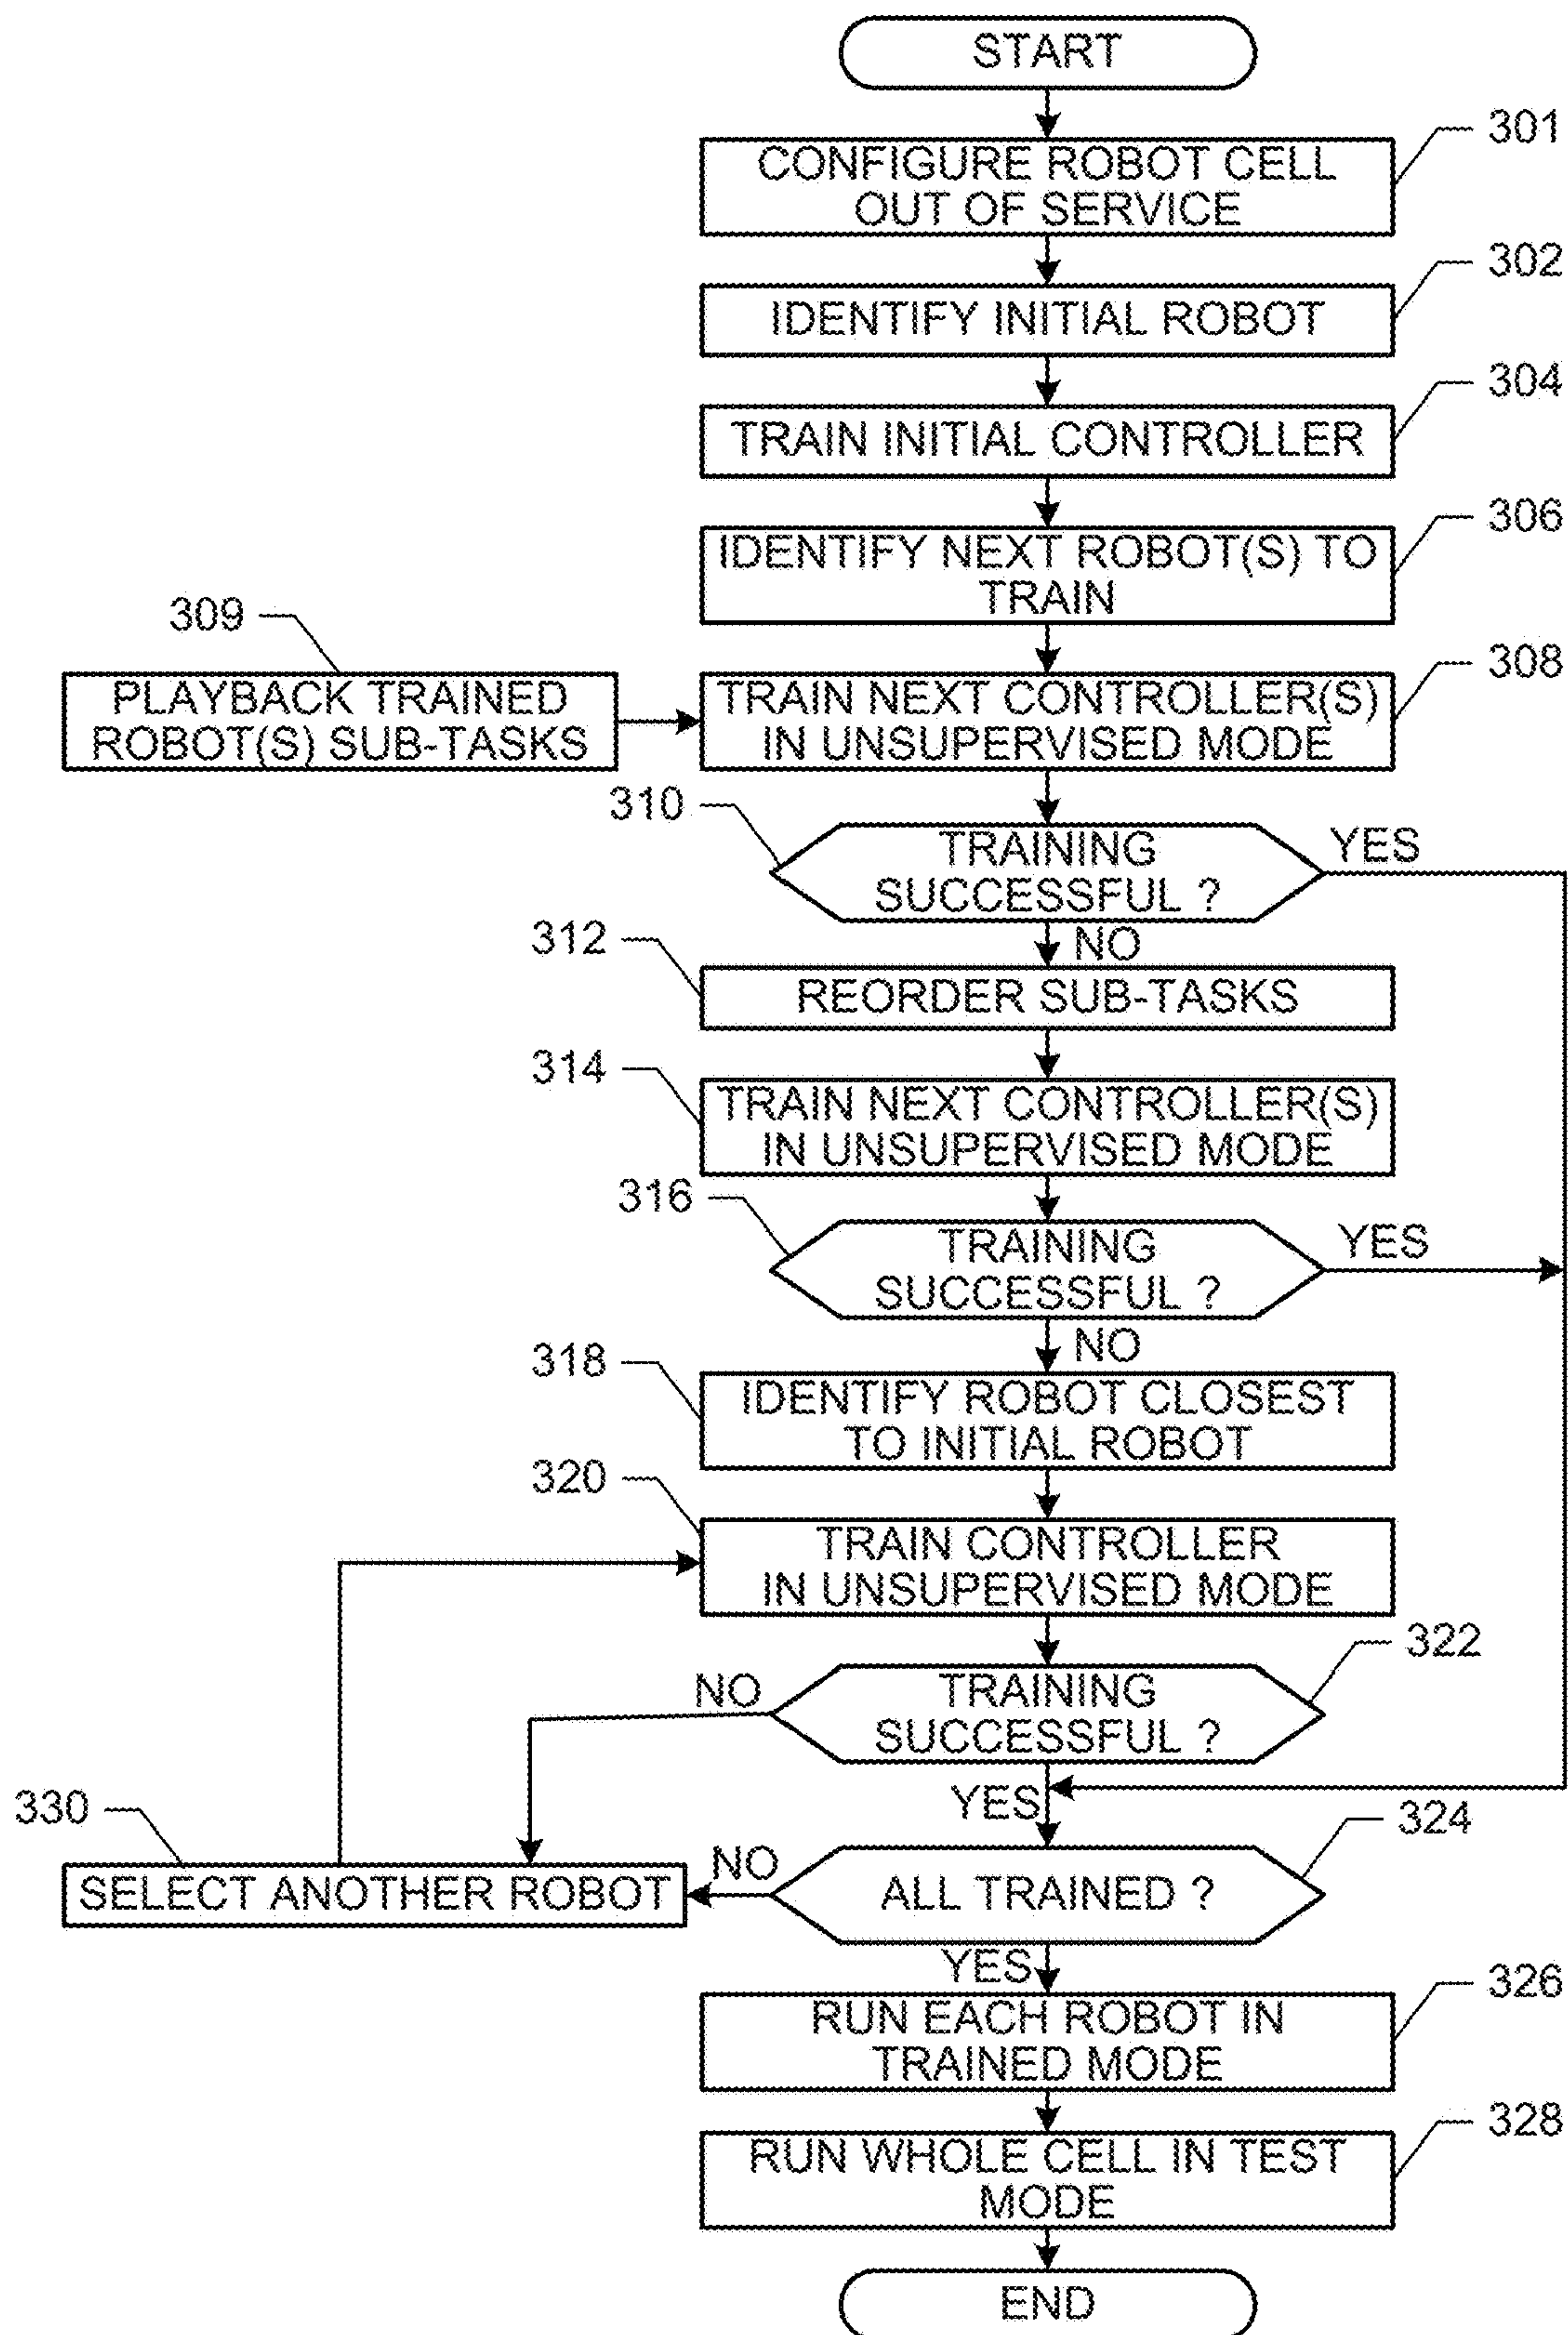 START
301
CONFIGURE ROBOT CELL
OUT OF SERVICE
302
IDENTIFY INITIAL ROBOT
304
TRAIN INITIAL CONTROLLER
306
IDENTIFY NEXT ROBOT(S) TO
TRAIN
309
PLAYBACK TRAINED
ROBOT(S) SUB-TASKS
308
TRAIN NEXT CONTROLLER(S)
IN UNSUPERVISED MODE
310
TRAINING
SUCCESSFUL ?
YES
NO
312
REORDER SUB-TASKS
314
TRAIN NEXT CONTROLLER(S)
IN UNSUPERVISED MODE
316
TRAINING
SUCCESSFUL ?
YES
NO
318
IDENTIFY ROBOT CLOSEST
TO INITIAL ROBOT
320
TRAIN CONTROLLER
IN UNSUPERVISED MODE
322
TRAINING
SUCCESSFUL ?
NO
YES
330
SELECT ANOTHER ROBOT
NO
324
ALL TRAINED ?
YES
326
RUN EACH ROBOT IN
TRAINED MODE
328
RUN WHOLE CELL IN TEST
MODE
END